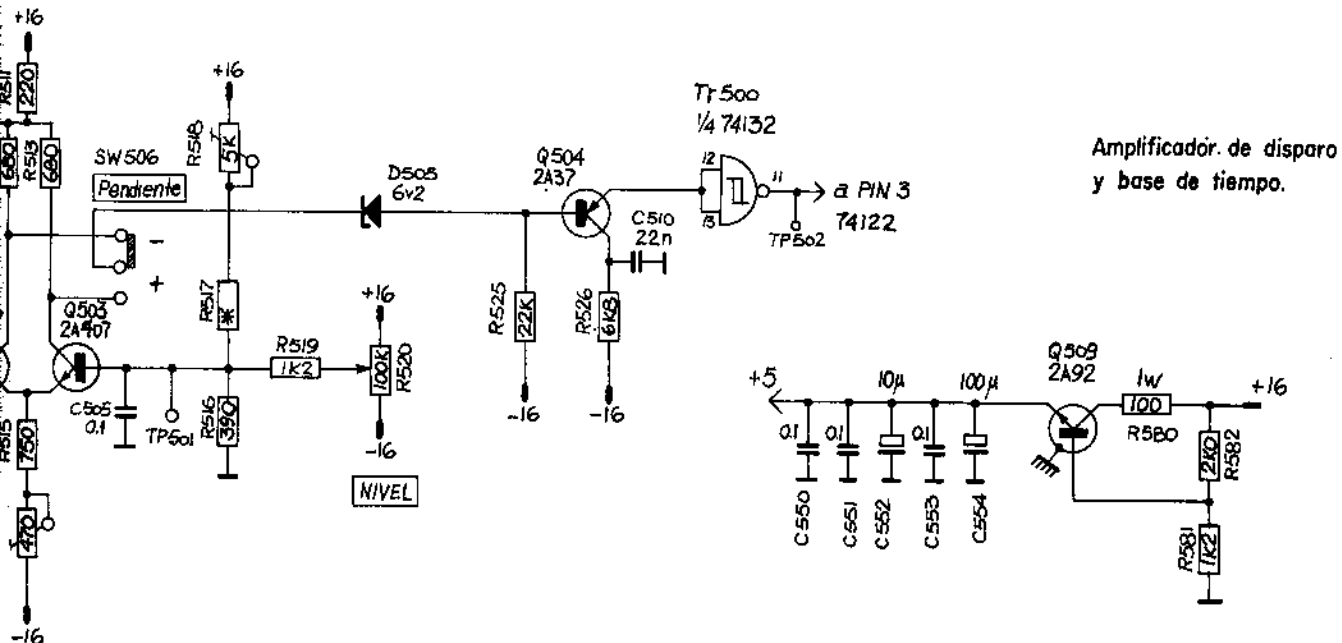 +16
R511
220
680
R513
680
SW506
Pendiente
-
+
Q503
2A407
C505
0.1
TP501
R515
750
470
-16
+16
R518
5K
R517
*
R516
390
R519
1K2
+16
100K
R520
-16
NIVEL
D505
6v2
Q504
2A37
C510
22n
R525
22K
-16
R526
6K8
-16
Tr500
1/4 74132
12
13
11
TP502
a PIN 3
74122
Amplificador. de disparo
y base de tiempo.
+5
0.1
C550
0.1
C551
10µ
C552
0.1
C553
100µ
C554
Q509
2A92
1W
100
R580
+16
2K0
R582
R581
1K2